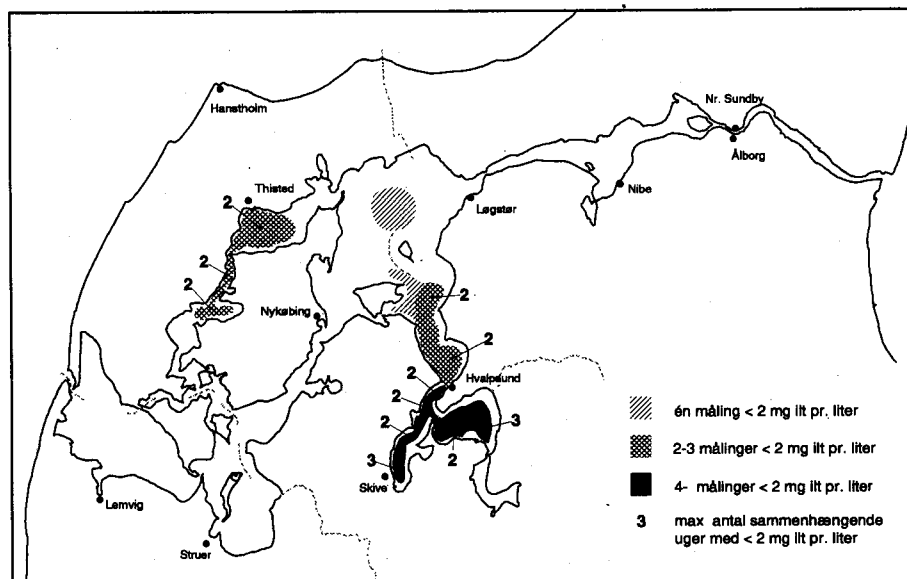 Hanstholm
Nr. Sundby
Ålborg
Thisted
2
Nibe
Løgstør
2
2
2
Nykøbing
2
Hvalpsund
2
2
2
3
2
3
Skive
Lemvig
Struer
én måling < 2 mg ilt pr. liter
2-3 målinger < 2 mg ilt pr. liter
4- målinger < 2 mg ilt pr. liter
3 max antal sammenhængende
uger med < 2 mg ilt pr. liter